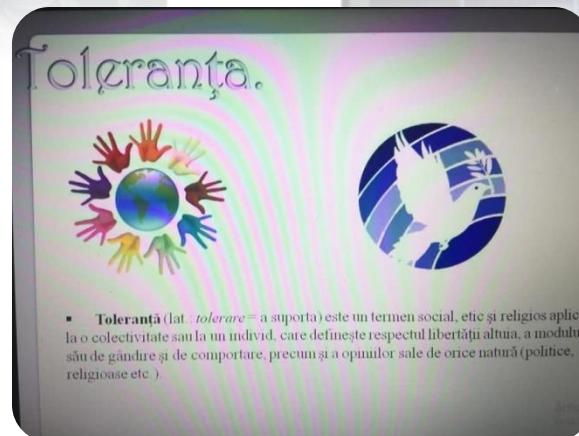 Toleranța.
▪ Toleranță (lat.: tolerare = a suporta) este un termen social, etic și religios aplic
la o colectivitate sau la un individ, care definește respectul libertății altuia, a modulu
său de gândire și de comportare, precum și a opiniilor sale de orice natură (politice,
religioase etc.).